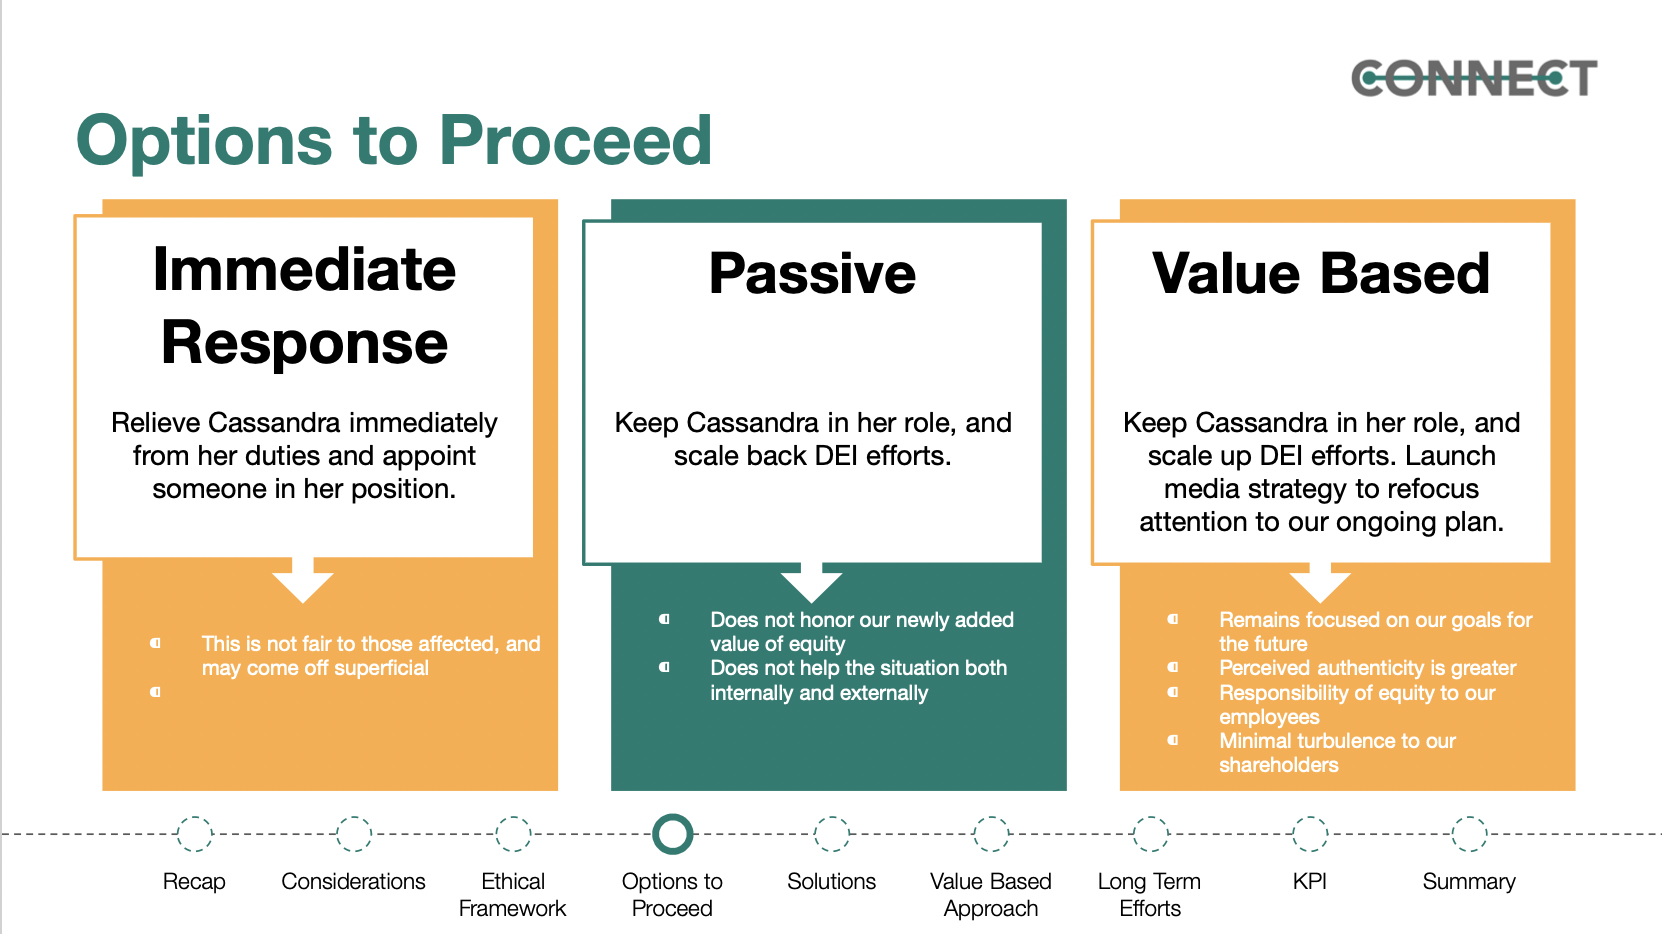 CONNECT
Options to Proceed
Immediate
Response
Relieve Cassandra immediately
from her duties and appoint
someone in her position.
This is not fair to those affected, and
may come off superficial
Passive
Keep Cassandra in her role, and
scale back DEI efforts.
Does not honor our newly added
value of equity
Does not help the situation both
internally and externally
Value Based
Keep Cassandra in her role, and
scale up DEI efforts. Launch
media strategy to refocus
attention to our ongoing plan.
Remains focused on our goals for
the future
Perceived authenticity is greater
Responsibility of equity to our
employees
Minimal turbulence to our
shareholders
Recap
Considerations
Ethical
Framework
Options to
Proceed
Solutions
Value Based
Approach
Long Term
Efforts
KPI
Summary